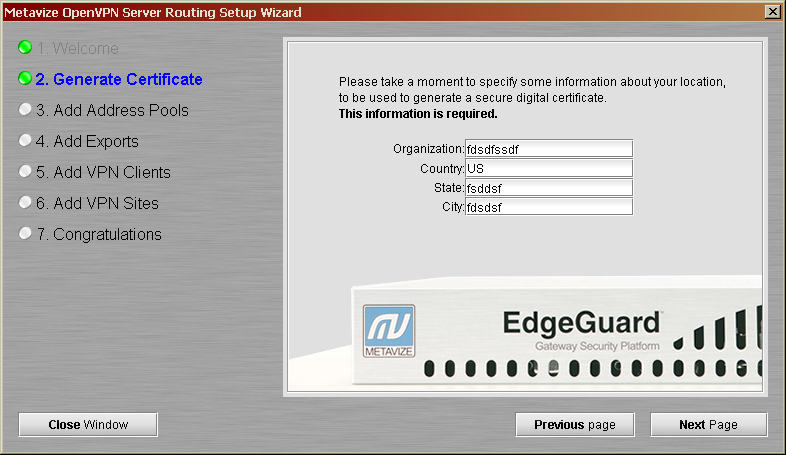 Metavize OpenVPN Server Routing Setup Wizard
1. Welcome
2. Generate Certificate
3. Add Address Pools
4. Add Exports
5. Add VPN Clients
6. Add VPN Sites
7. Congratulations
Please take a moment to specify some information about your location,
to be used to generate a secure digital certificate.
This information is required.
Organization: fdsdfssdf
Country: US
State: fsddsf
City: fdsdsf
METAVIZE
EdgeGuard™
Gateway Security Platform
Close Window
Previous page
Next Page